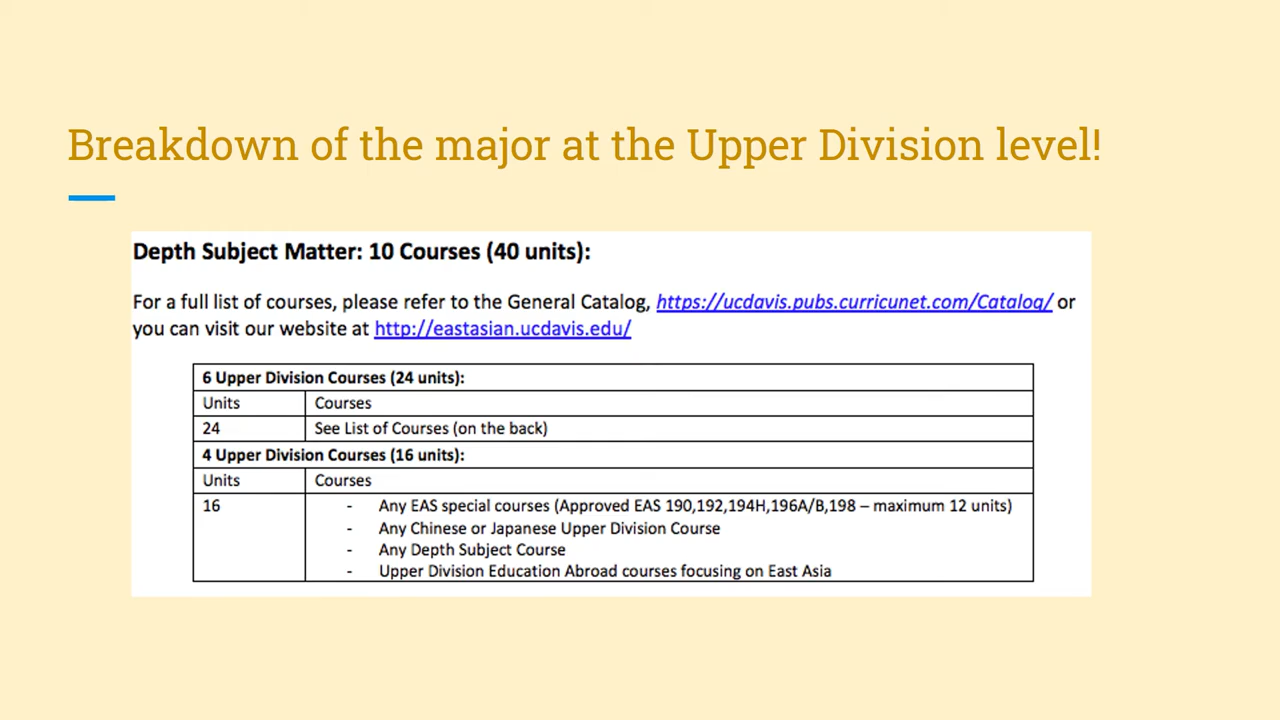 Breakdown of the major at the Upper Division level!
Depth Subject Matter: 10 Courses (40 units):
For a full list of courses, please refer to the General Catalog, https://ucdavis.pubs.curricunet.com/Catalog/ or
you can visit our website at http://eastasian.ucdavis.edu/
6 Upper Division Courses (24 units):
Units Courses
24 See List of Courses (on the back)
4 Upper Division Courses (16 units):
Units Courses
16 - Any EAS special courses (Approved EAS 190,192,194H,196A/B,198 – maximum 12 units)
- Any Chinese or Japanese Upper Division Course
- Any Depth Subject Course
- Upper Division Education Abroad courses focusing on East Asia